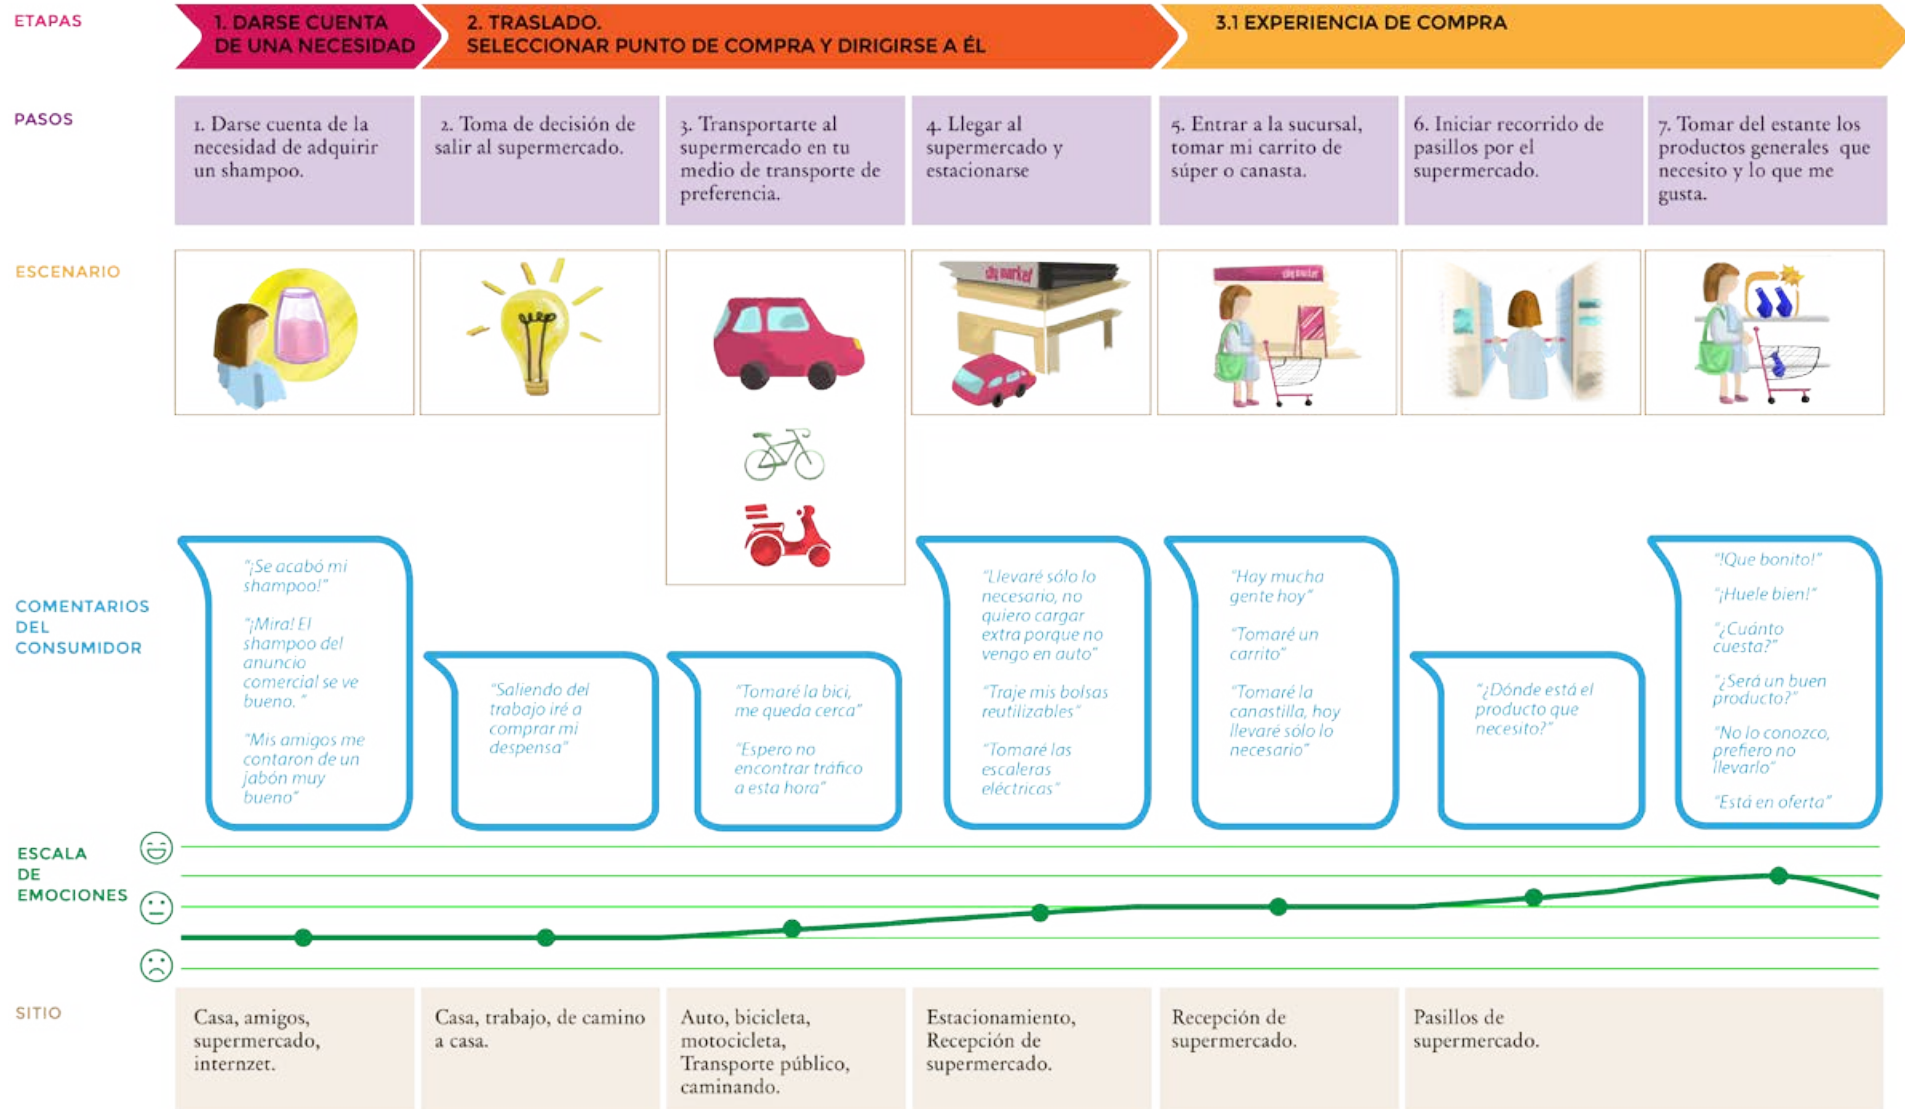 ETAPAS
1. DARSE CUENTA
DE UNA NECESIDAD
2. TRASLADO.
SELECCIONAR PUNTO DE COMPRA Y DIRIGIRSE A ÉL
3.1 EXPERIENCIA DE COMPRA
PASOS
1. Darse cuenta de la
necesidad de adquirir
un shampoo.
2. Toma de decisión de
salir al supermercado.
3. Transportarte al
supermercado en tu
medio de transporte de
preferencia.
4. Llegar al
supermercado y
estacionarse
5. Entrar a la sucursal,
tomar mi carrito de
súper o canasta.
6. Iniciar recorrido de
pasillos por el
supermercado.
7. Tomar del estante los
productos generales que
necesito y lo que me
gusta.
ESCENARIO
city market
city market
COMENTARIOS
DEL
CONSUMIDOR
"¡Se acabó mi
shampoo!"
"¡Mira! El
shampoo del
anuncio
comercial se ve
bueno. "
"Mis amigos me
contaron de un
jabón muy
bueno"
"Saliendo del
trabajo iré a
comprar mi
despensa"
"Tomaré la bici,
me queda cerca"
"Espero no
encontrar tráfico
a esta hora"
"Llevaré sólo lo
necesario, no
quiero cargar
extra porque no
vengo en auto"
"Traje mis bolsas
reutilizables"
"Tomaré las
escaleras
eléctricas"
"Hay mucha
gente hoy"
"Tomaré un
carrito"
"Tomaré la
canastilla, hoy
llevaré sólo lo
necesario"
"¿Dónde está el
producto que
necesito?"
"!Que bonito!"
"¡Huele bien!"
"¿Cuánto
cuesta?"
"¿Será un buen
producto?"
"No lo conozco,
prefiero no
llevarlo"
"Está en oferta"
ESCALA
DE
EMOCIONES
SITIO
Casa, amigos,
supermercado,
internzet.
Casa, trabajo, de camino
a casa.
Auto, bicicleta,
motocicleta,
Transporte público,
caminando.
Estacionamiento,
Recepción de
supermercado.
Recepción de
supermercado.
Pasillos de
supermercado.